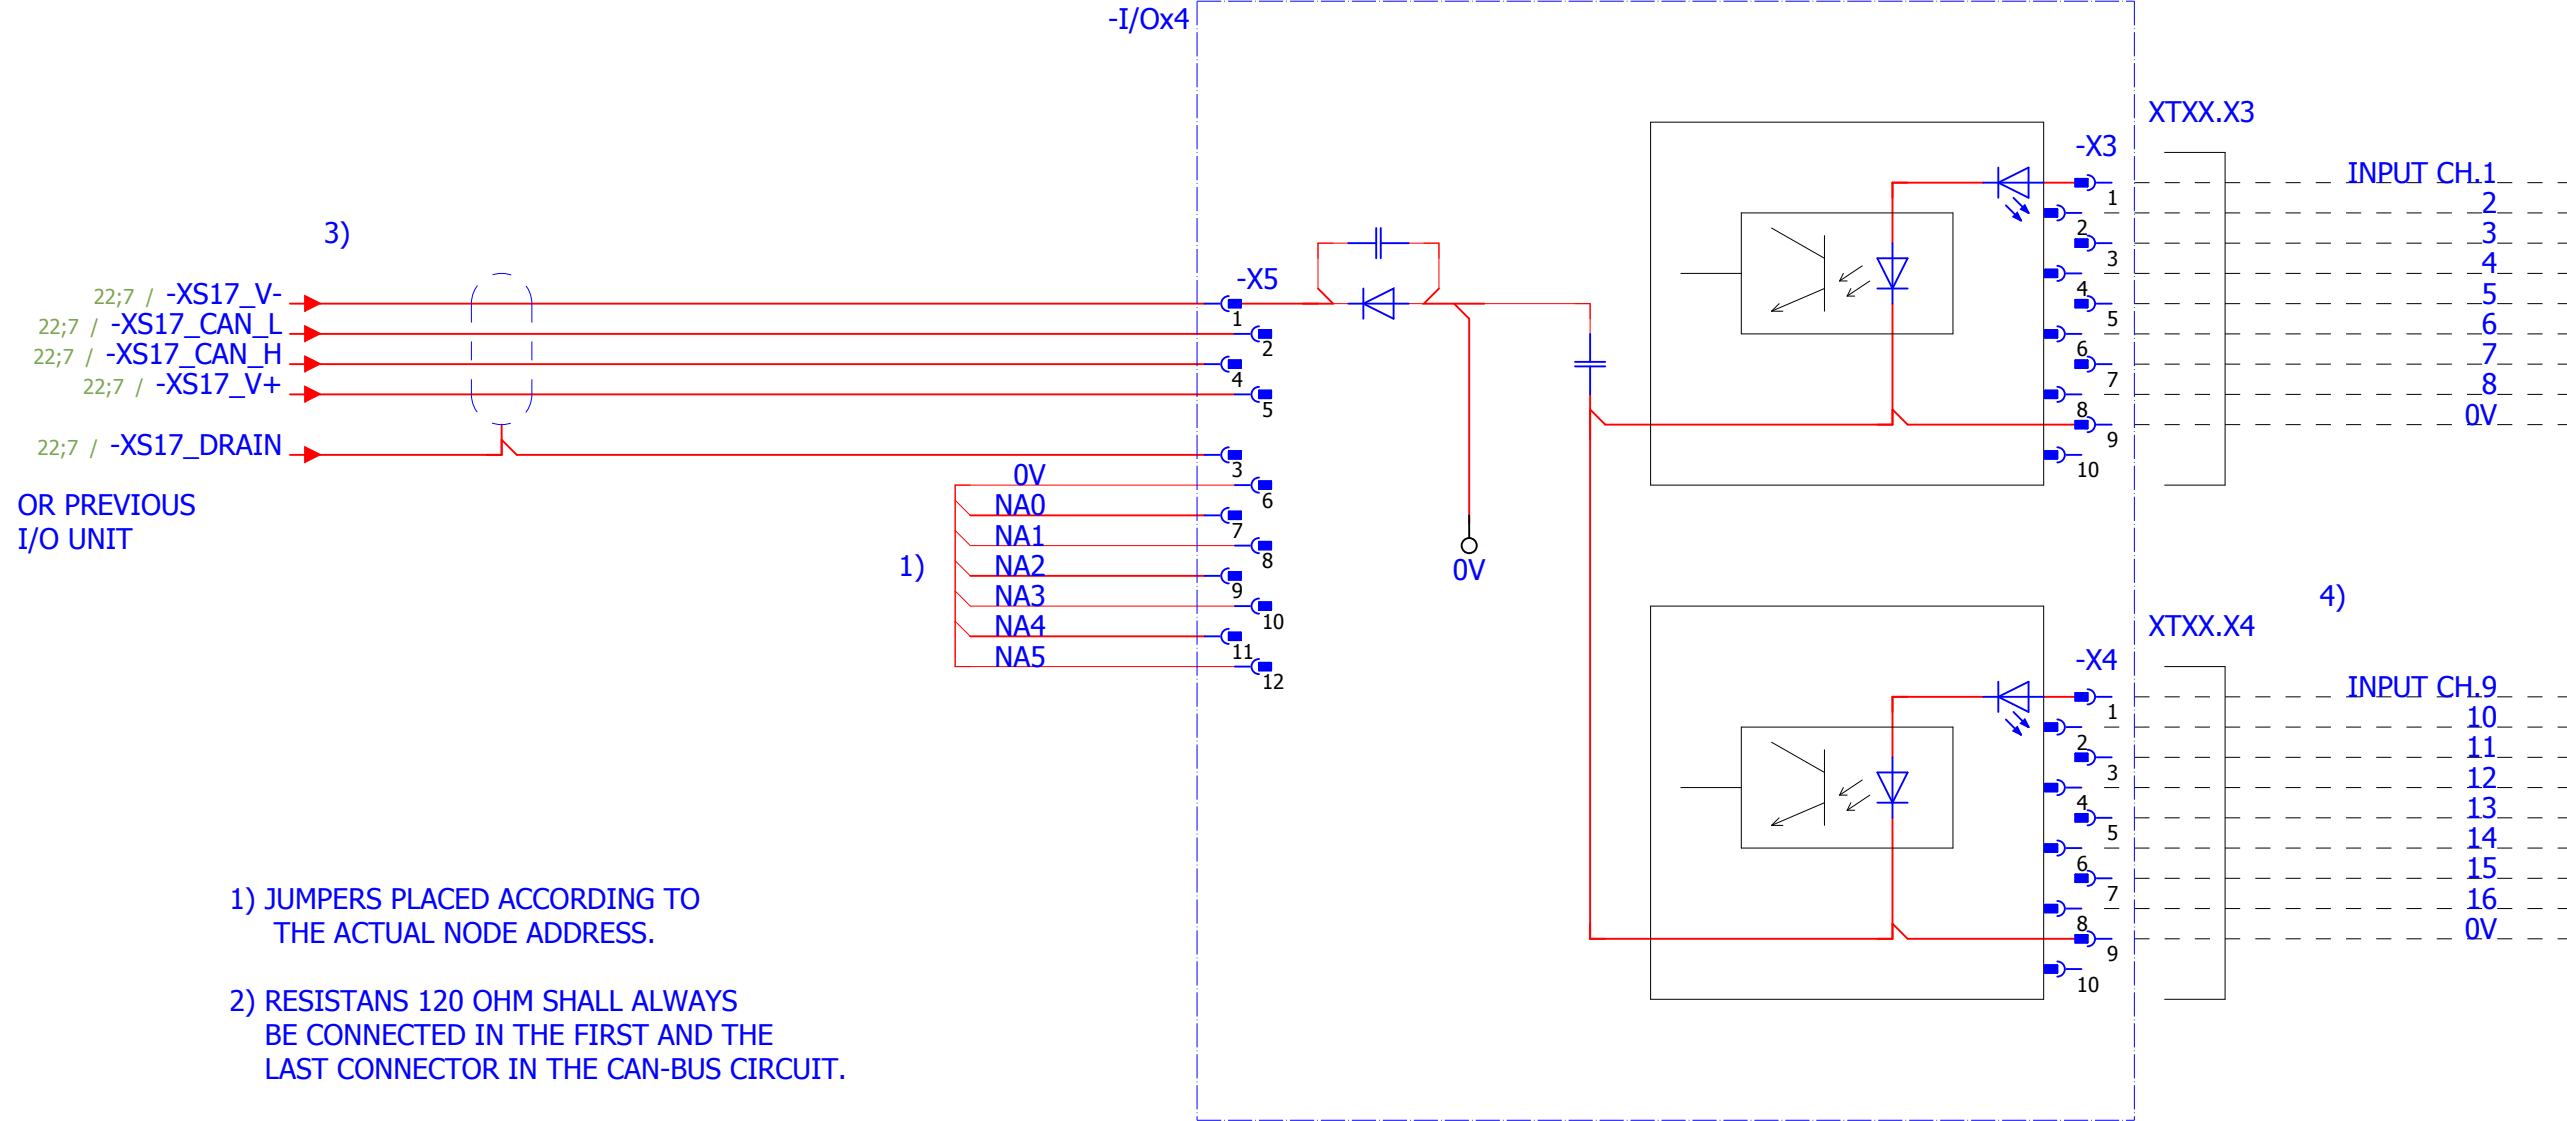 -I/Ox4
XTXX.X3
-X3
INPUT CH.1
1
2
2
3
3
4
4
5
5
6
6
7
7
8
8
0V
9
10
3)
22;7 / -XS17_V-
22;7 / -XS17_CAN_L
22;7 / -XS17_CAN_H
22;7 / -XS17_V+
22;7 / -XS17_DRAIN
OR PREVIOUS
I/O UNIT
-X5
1
2
4
5
3
0V
6
NA0
7
NA1
8
NA2
9
NA3
10
NA4
11
NA5
12
1)
0V
4)
XTXX.X4
-X4
INPUT CH.9
1
10
2
11
3
12
4
13
5
14
6
15
7
16
8
0V
9
10
1) JUMPERS PLACED ACCORDING TO
THE ACTUAL NODE ADDRESS.
2) RESISTANS 120 OHM SHALL ALWAYS
BE CONNECTED IN THE FIRST AND THE
LAST CONNECTOR IN THE CAN-BUS CIRCUIT.